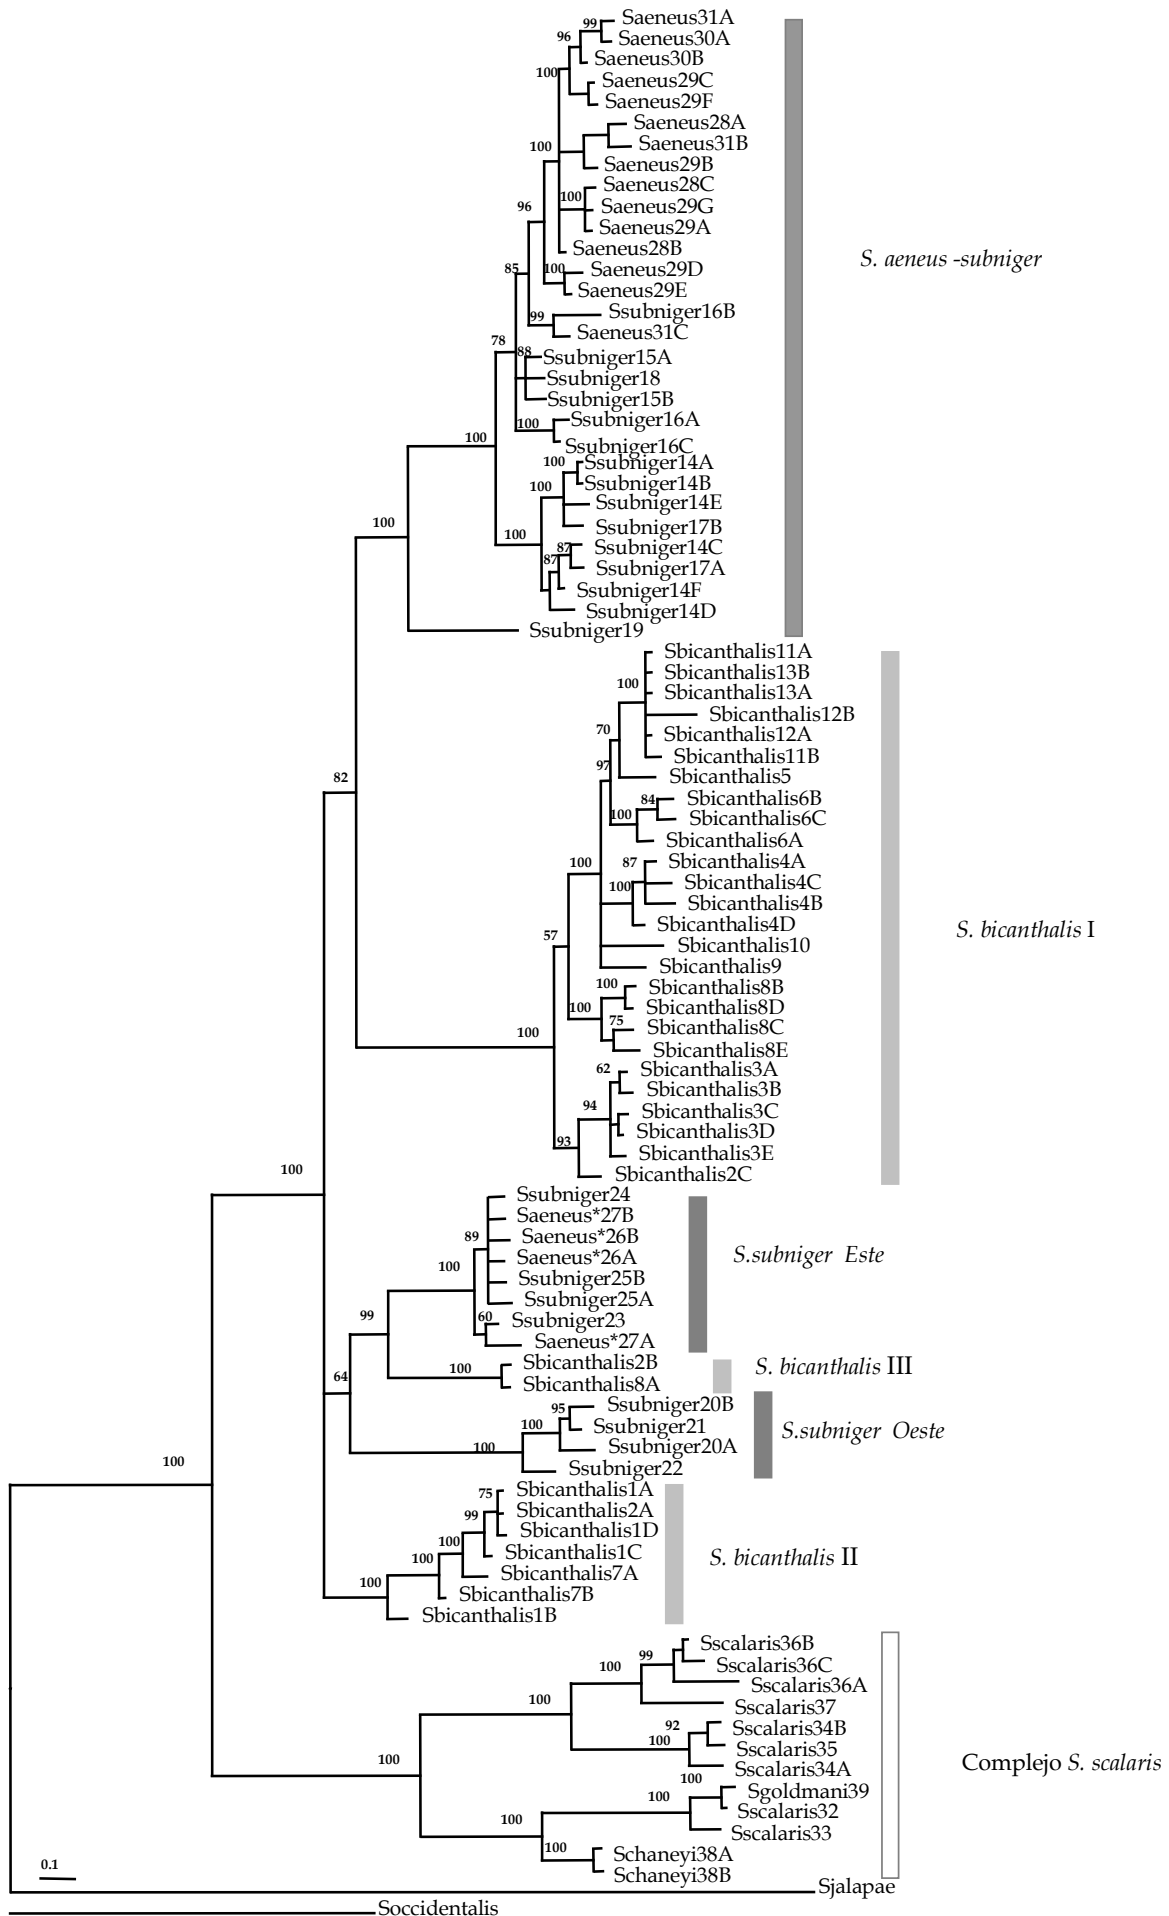 Saeneus31A
99
Saeneus30A
96
Saeneus30B
100
Saeneus29C
Saeneus29F
Saeneus28A
Saeneus31B
100
Saeneus29B
Saeneus28C
100
Saeneus29G
96
Saeneus29A
Saeneus28B
S. aeneus -subniger
85
100
Saeneus29D
Saeneus29E
99
Ssubniger16B
Saeneus31C
78
88
Ssubniger15A
Ssubniger18
Ssubniger15B
100
Ssubniger16A
100
Ssubniger16C
100
Ssubniger14A
100
Ssubniger14B
Ssubniger14E
100
Ssubniger17B
100
87
Ssubniger14C
87
Ssubniger17A
Ssubniger14F
Ssubniger14D
Ssubniger19
Sbicanthalis11A
Sbicanthalis13B
100
Sbicanthalis13A
Sbicanthalis12B
70
Sbicanthalis12A
Sbicanthalis11B
97
Sbicanthalis5
82
84
Sbicanthalis6B
100
Sbicanthalis6C
Sbicanthalis6A
100
87
Sbicanthalis4A
100
Sbicanthalis4C
Sbicanthalis4B
Sbicanthalis4D
S. bicanthalis I
57
Sbicanthalis10
Sbicanthalis9
100
Sbicanthalis8B
100
Sbicanthalis8D
75
Sbicanthalis8C
100
Sbicanthalis8E
62
Sbicanthalis3A
Sbicanthalis3B
94
Sbicanthalis3C
Sbicanthalis3D
93
Sbicanthalis3E
100
Sbicanthalis2C
Ssubniger24
Saeneus*27B
89
Saeneus*26B
Saeneus*26A
S.subniger Este
100
Ssubniger25B
Ssubniger25A
99
60
Ssubniger23
Saeneus*27A
Sbicanthalis2B
S. bicanthalis III
64
100
Sbicanthalis8A
95
Ssubniger20B
100
Ssubniger21
S.subniger Oeste
100
Ssubniger20A
100
Ssubniger22
75
Sbicanthalis1A
99
Sbicanthalis2A
Sbicanthalis1D
100
Sbicanthalis1C
S. bicanthalis II
100
Sbicanthalis7A
100
Sbicanthalis7B
Sbicanthalis1B
Sscalaris36B
99
Sscalaris36C
100
Sscalaris36A
100
Sscalaris37
92
Sscalaris34B
100
Sscalaris35
100
Sscalaris34A
Complejo S. scalaris
100
Sgoldmani39
100
Sscalaris32
100
Sscalaris33
100
Schaneyi38A
0.1
Schaneyi38B
Sjalapae
Soccidentalis